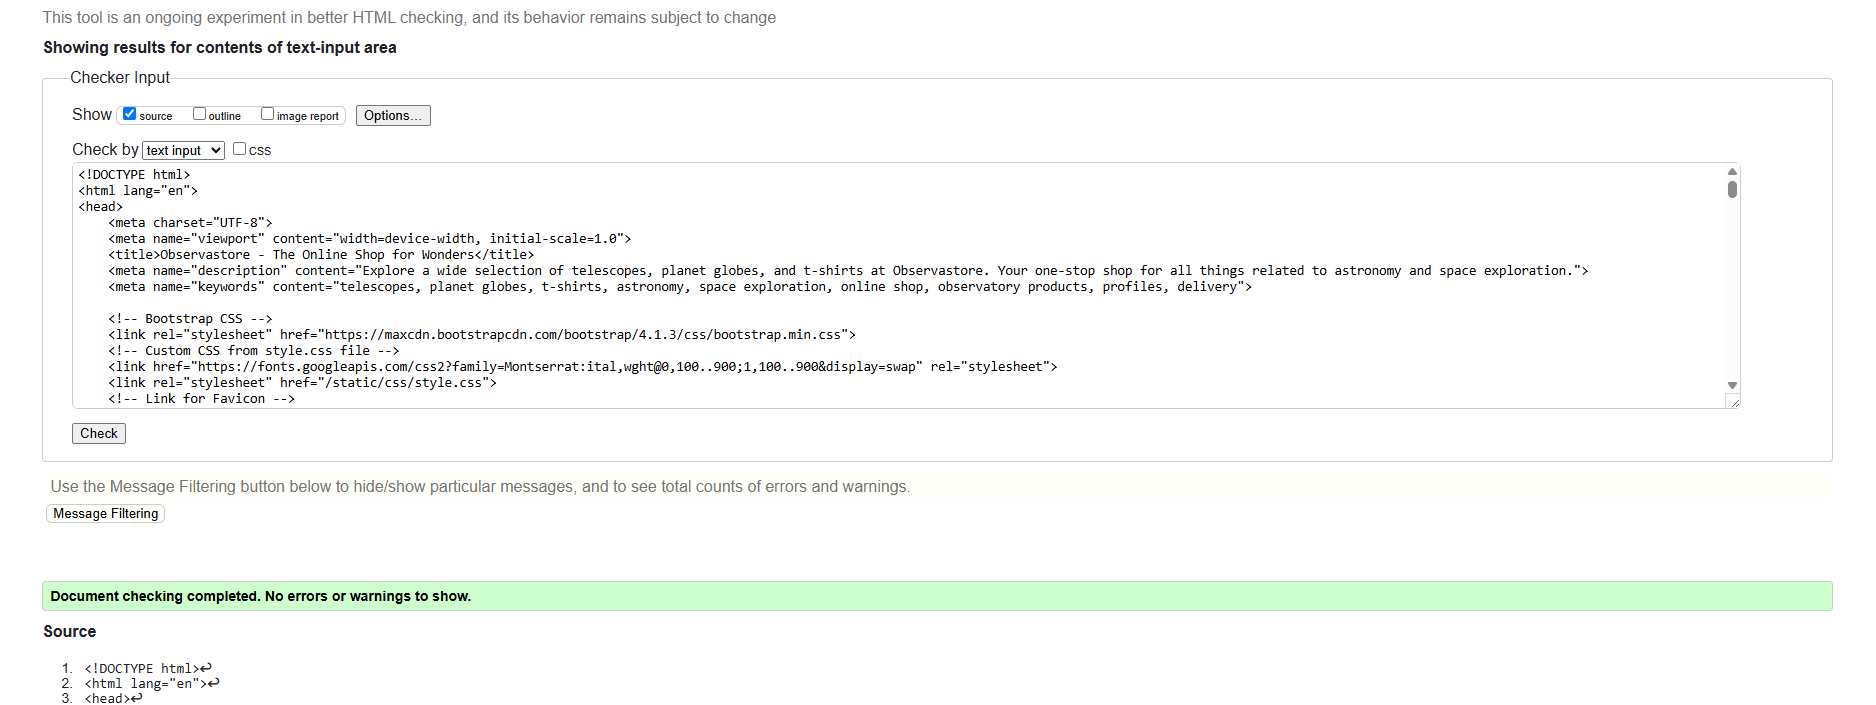 This tool is an ongoing experiment in better HTML checking, and its behavior remains subject to change
Showing results for contents of text-input area
Checker Input
Show source outline image report Options...
Check by text input css
<!DOCTYPE html>
<html lang="en">
<head>
    <meta charset="UTF-8">
    <meta name="viewport" content="width=device-width, initial-scale=1.0">
    <title>Observastore - The Online Shop for Wonders</title>
    <meta name="description" content="Explore a wide selection of telescopes, planet globes, and t-shirts at Observastore. Your one-stop shop for all things related to astronomy and space exploration.">
    <meta name="keywords" content="telescopes, planet globes, t-shirts, astronomy, space exploration, online shop, observatory products, profiles, delivery">
    <!-- Bootstrap CSS -->
    <link rel="stylesheet" href="https://maxcdn.bootstrapcdn.com/bootstrap/4.1.3/css/bootstrap.min.css">
    <!-- Custom CSS from style.css file -->
    <link href="https://fonts.googleapis.com/css2?family=Montserrat:ital,wght@0,100..900;1,100..900&display=swap" rel="stylesheet">
    <link rel="stylesheet" href="/static/css/style.css">
    <!-- Link for Favicon -->
Check
Use the Message Filtering button below to hide/show particular messages, and to see total counts of errors and warnings.
Message Filtering
Document checking completed. No errors or warnings to show.
Source
1. <!DOCTYPE html>↩
2. <html lang="en">↩
3. <head>↩